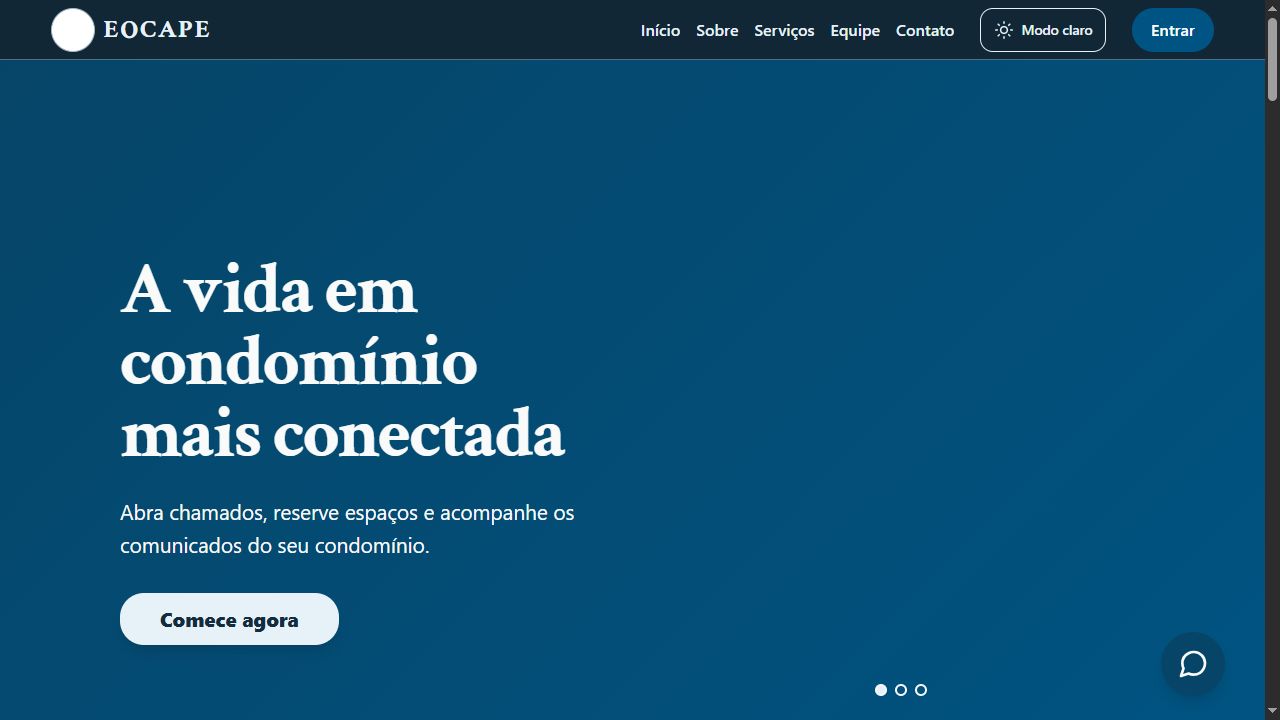 EOCAPE
Início
Sobre
Serviços
Equipe
Contato
Modo claro
Entrar
A vida em
condomínio
mais conectada
Abra chamados, reserve espaços e acompanhe os
comunicados do seu condomínio.
Comece agora